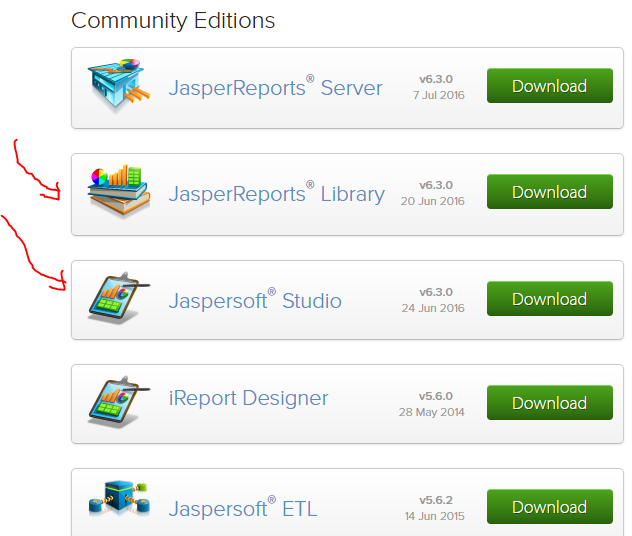 Community Editions
JasperReports® Server
v6.3.0
7 Jul 2016
Download
JasperReports® Library
v6.3.0
20 Jun 2016
Download
Jaspersoft® Studio
v6.3.0
24 Jun 2016
Download
iReport Designer
v5.6.0
28 May 2014
Download
Jaspersoft® ETL
v5.6.2
14 Jun 2015
Download